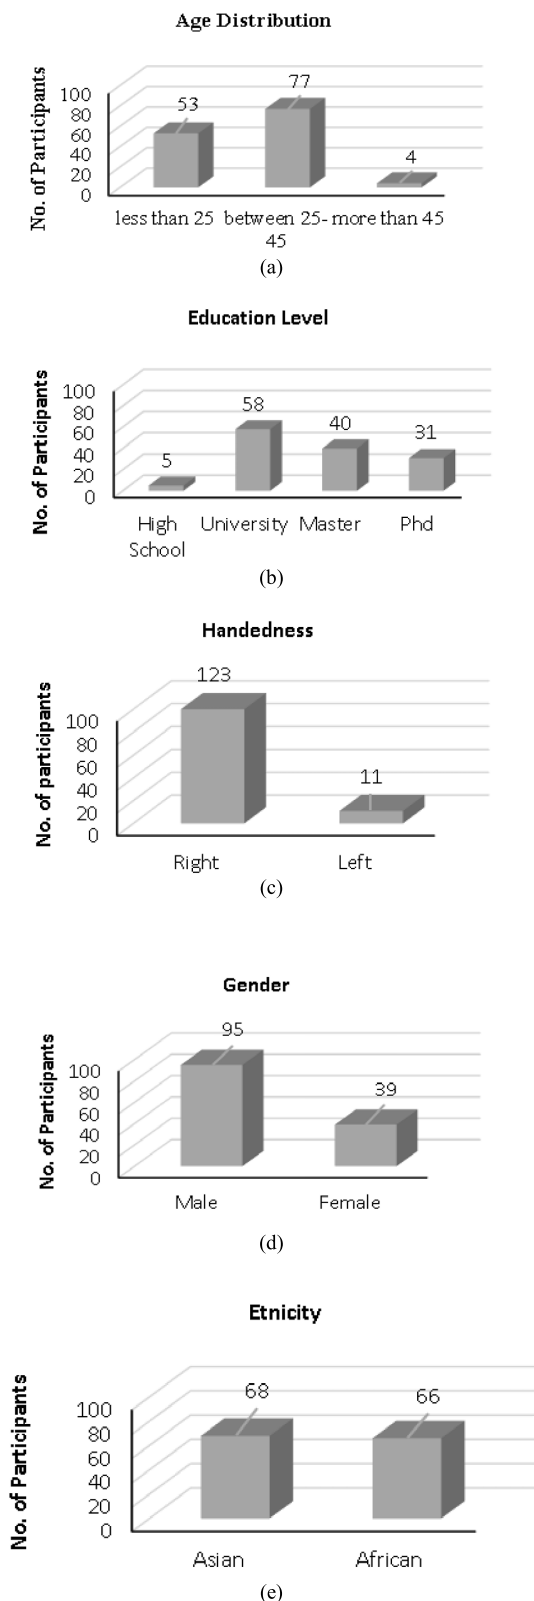 Age Distribution
No. of Participants
100
80
60
40
20
0
53
77
4
less than 25 between 25- more than 45
45
(a)
Education Level
No. of Participants
100
80
60
40
20
0
5
58
40
31
High University Master Phd
School
(b)
Handedness
No. of participants
100
80
60
40
20
0
123
11
Right Left
(c)
Gender
No. of Participants
100
80
60
40
20
0
95
39
Male Female
(d)
Etnicity
No. of Participants
100
80
60
40
20
0
68
66
Asian African
(e)